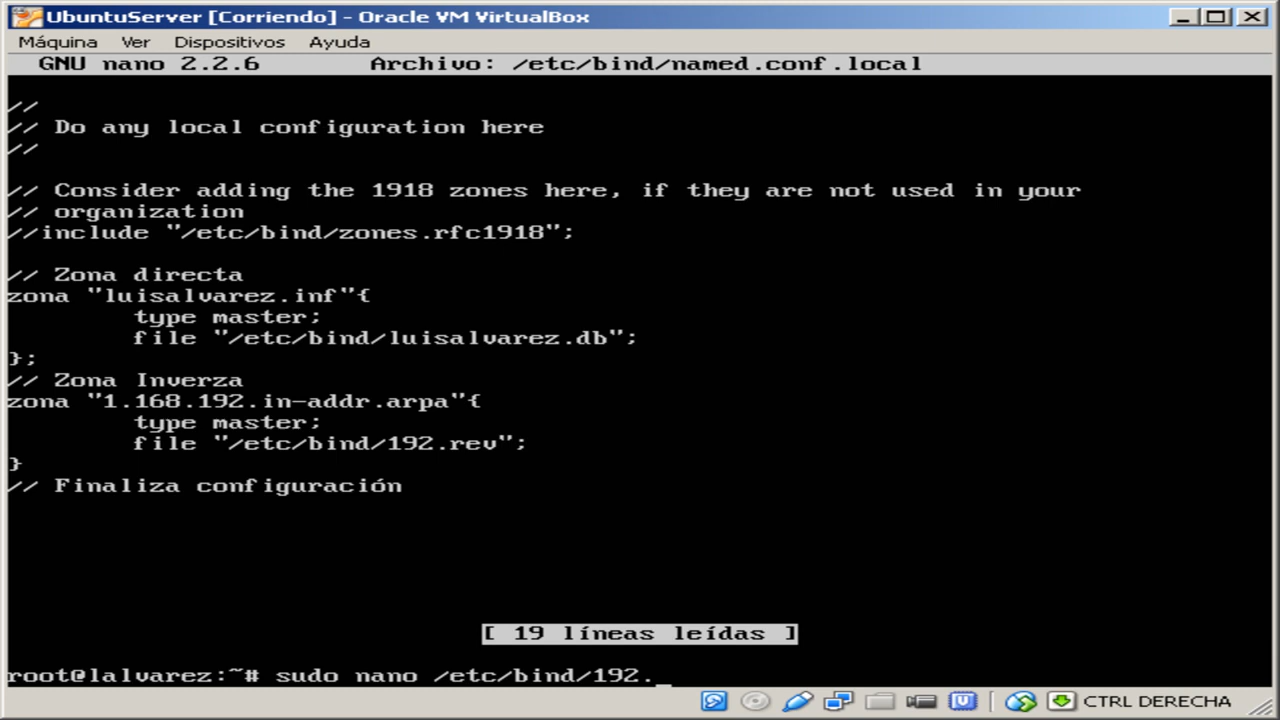 UbuntuServer [Corriendo] - Oracle VM VirtualBox
Máquina Ver Dispositivos Ayuda
GNU nano 2.2.6 Archivo: /etc/bind/named.conf.local
//
// Do any local configuration here
//
// Consider adding the 1918 zones here, if they are not used in your
// organization
//include "/etc/bind/zones.rfc1918";
// Zona directa
zona "luisalvarez.inf"{
type master;
file "/etc/bind/luisalvarez.db";
};
// Zona Inverza
zona "1.168.192.in-addr.arpa"{
type master;
file "/etc/bind/192.rev";
}
// Finaliza configuración
[ 19 líneas leídas ]
root@lalvarez:~# sudo nano /etc/bind/192._
CTRL DERECHA